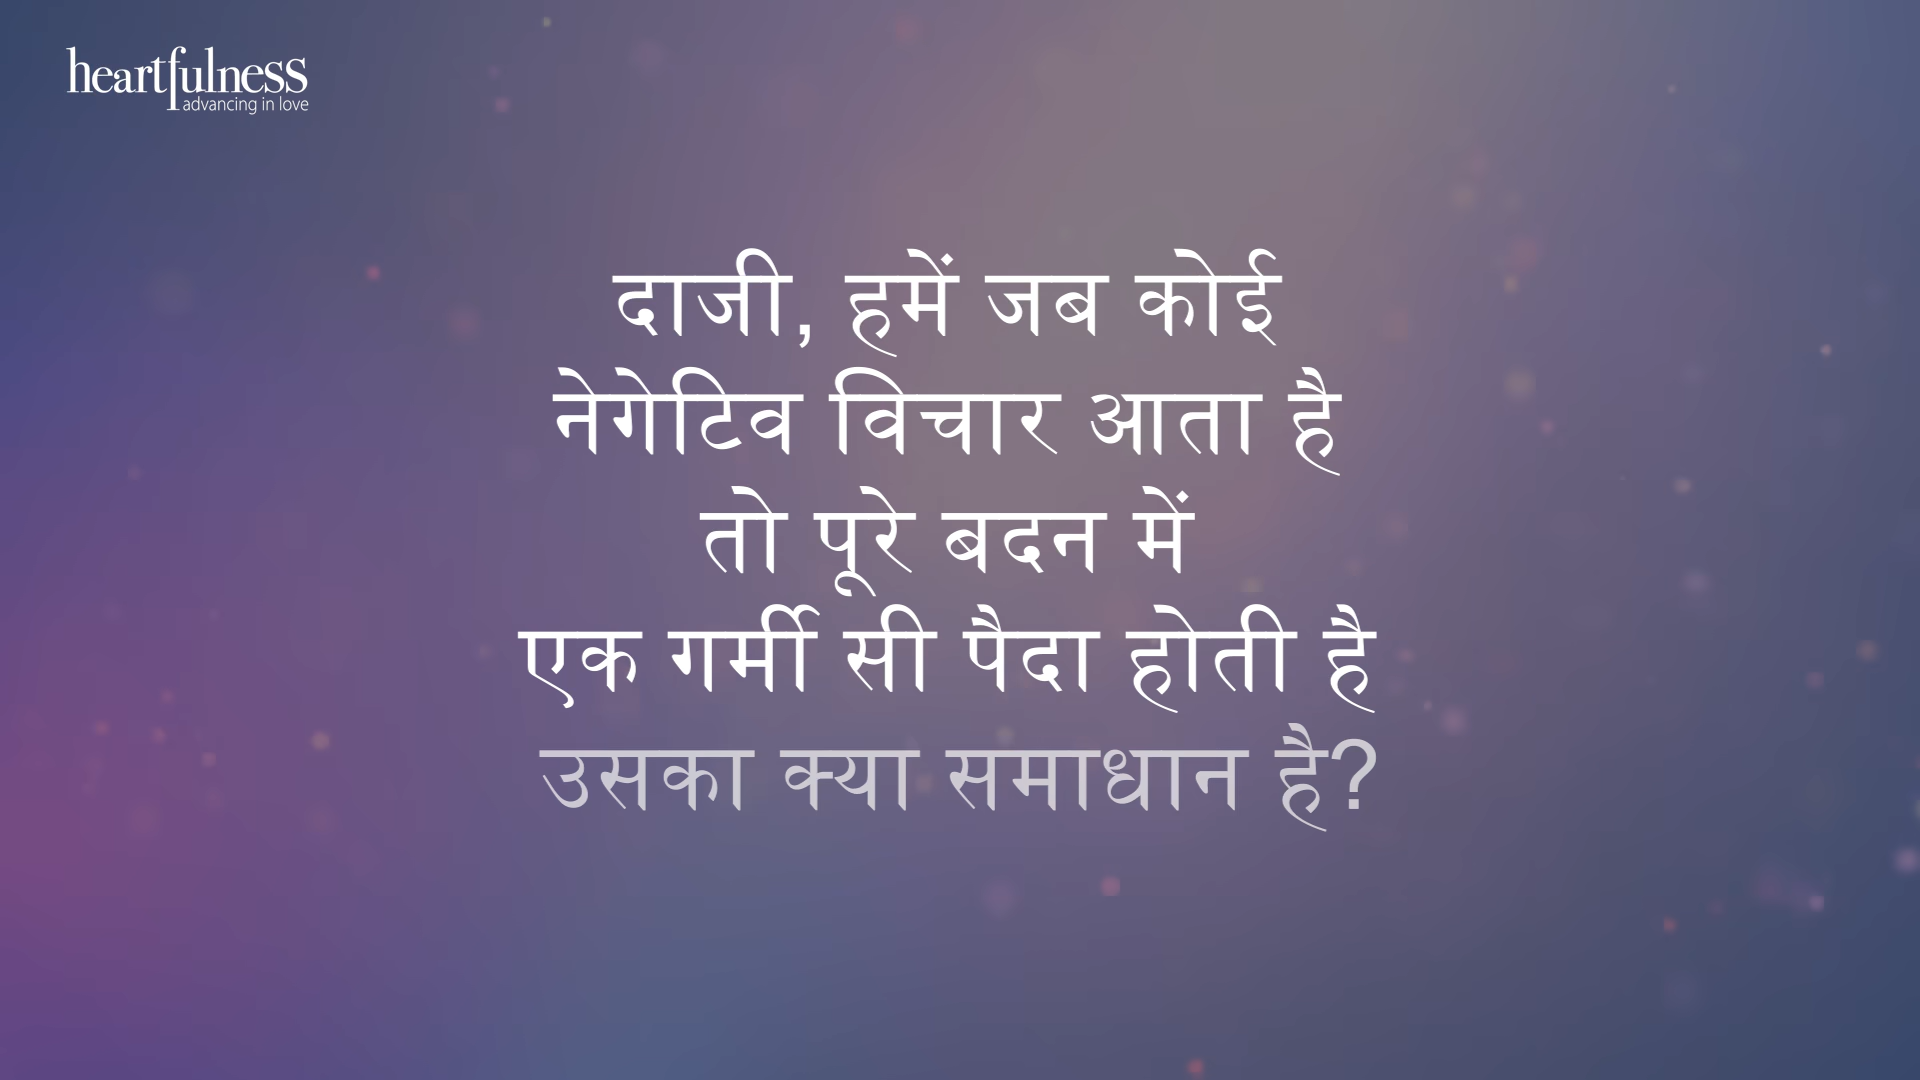 heartfulness
advancing in love
दाजी, हमें जब कोई
नेगेटिव विचार आता है
तो पूरे बदन में
एक गर्मी सी पैदा होती है
उसका क्या समाधान है?